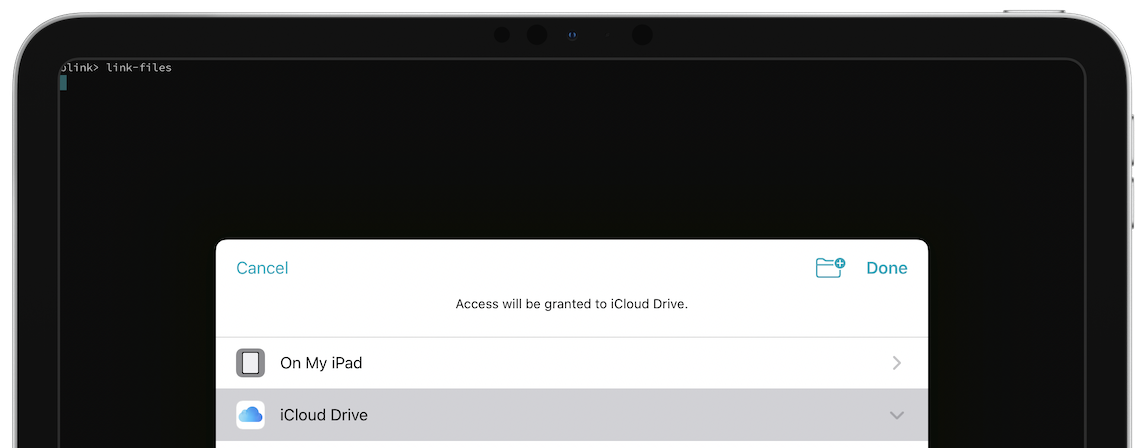 blink> link-files
Cancel
Done
Access will be granted to iCloud Drive.
On My iPad
iCloud Drive